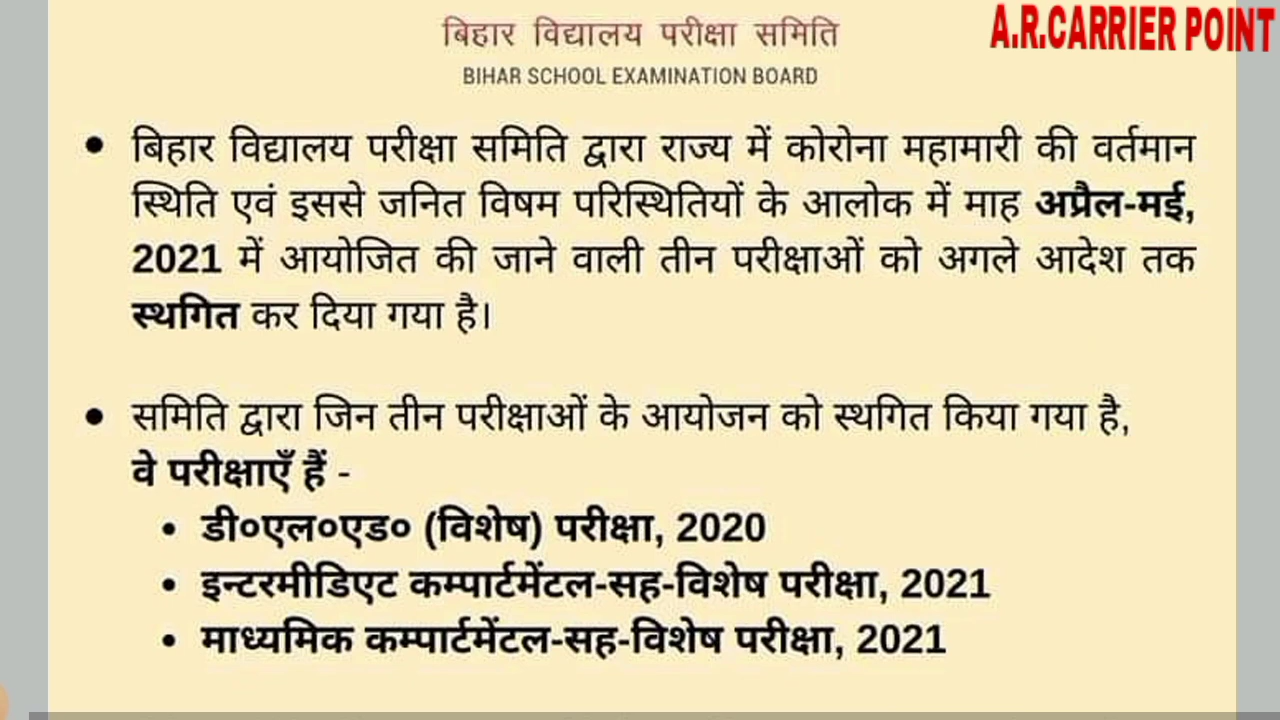 बिहार विद्यालय परीक्षा समिति
A.R.CARRIER POINT
BIHAR SCHOOL EXAMINATION BOARD
• बिहार विद्यालय परीक्षा समिति द्वारा राज्य में कोरोना महामारी की वर्तमान
स्थिति एवं इससे जनित विषम परिस्थितियों के आलोक में माह अप्रैल-मई,
2021 में आयोजित की जाने वाली तीन परीक्षाओं को अगले आदेश तक
स्थगित कर दिया गया है।
• समिति द्वारा जिन तीन परीक्षाओं के आयोजन को स्थगित किया गया है,
वे परीक्षाएँ हैं -
• डी०एल०एड० (विशेष) परीक्षा, 2020
• इन्टरमीडिएट कम्पार्टमेंटल-सह-विशेष परीक्षा, 2021
• माध्यमिक कम्पार्टमेंटल-सह-विशेष परीक्षा, 2021